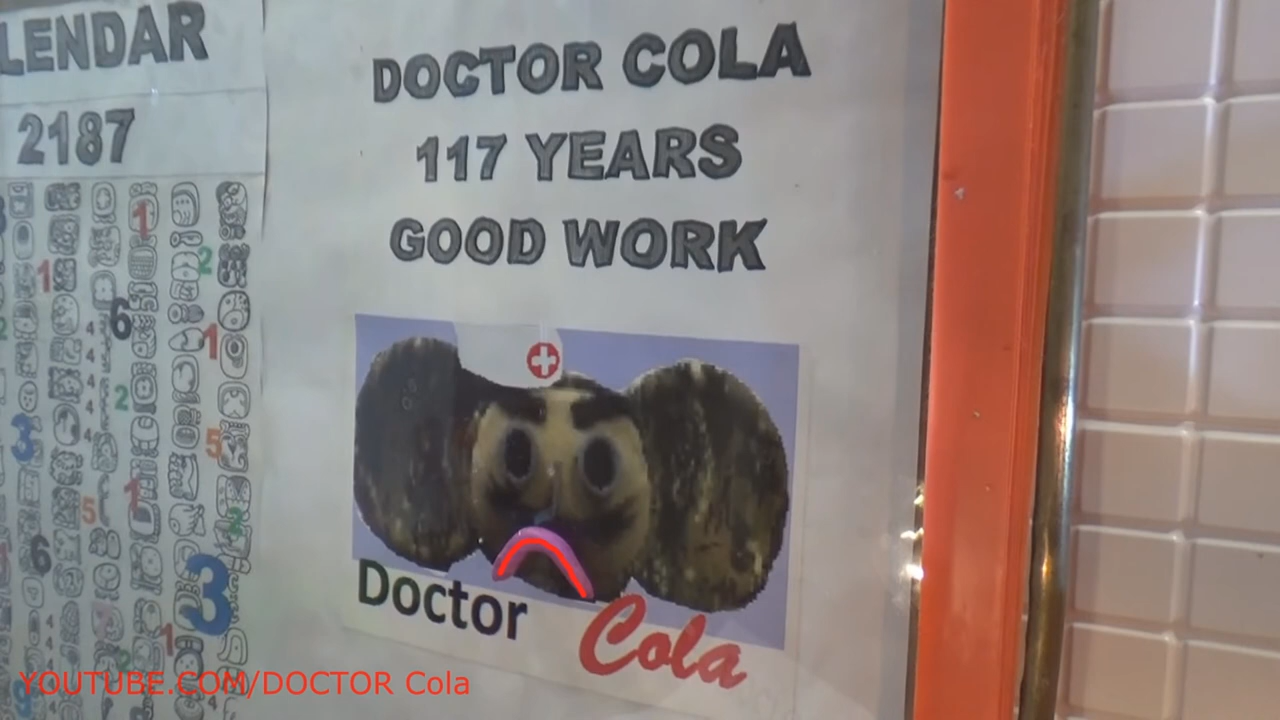 LENDAR
2187
DOCTOR COLA
117 YEARS
GOOD WORK
Doctor
Cola
YOUTUBE.COM/DOCTOR Cola